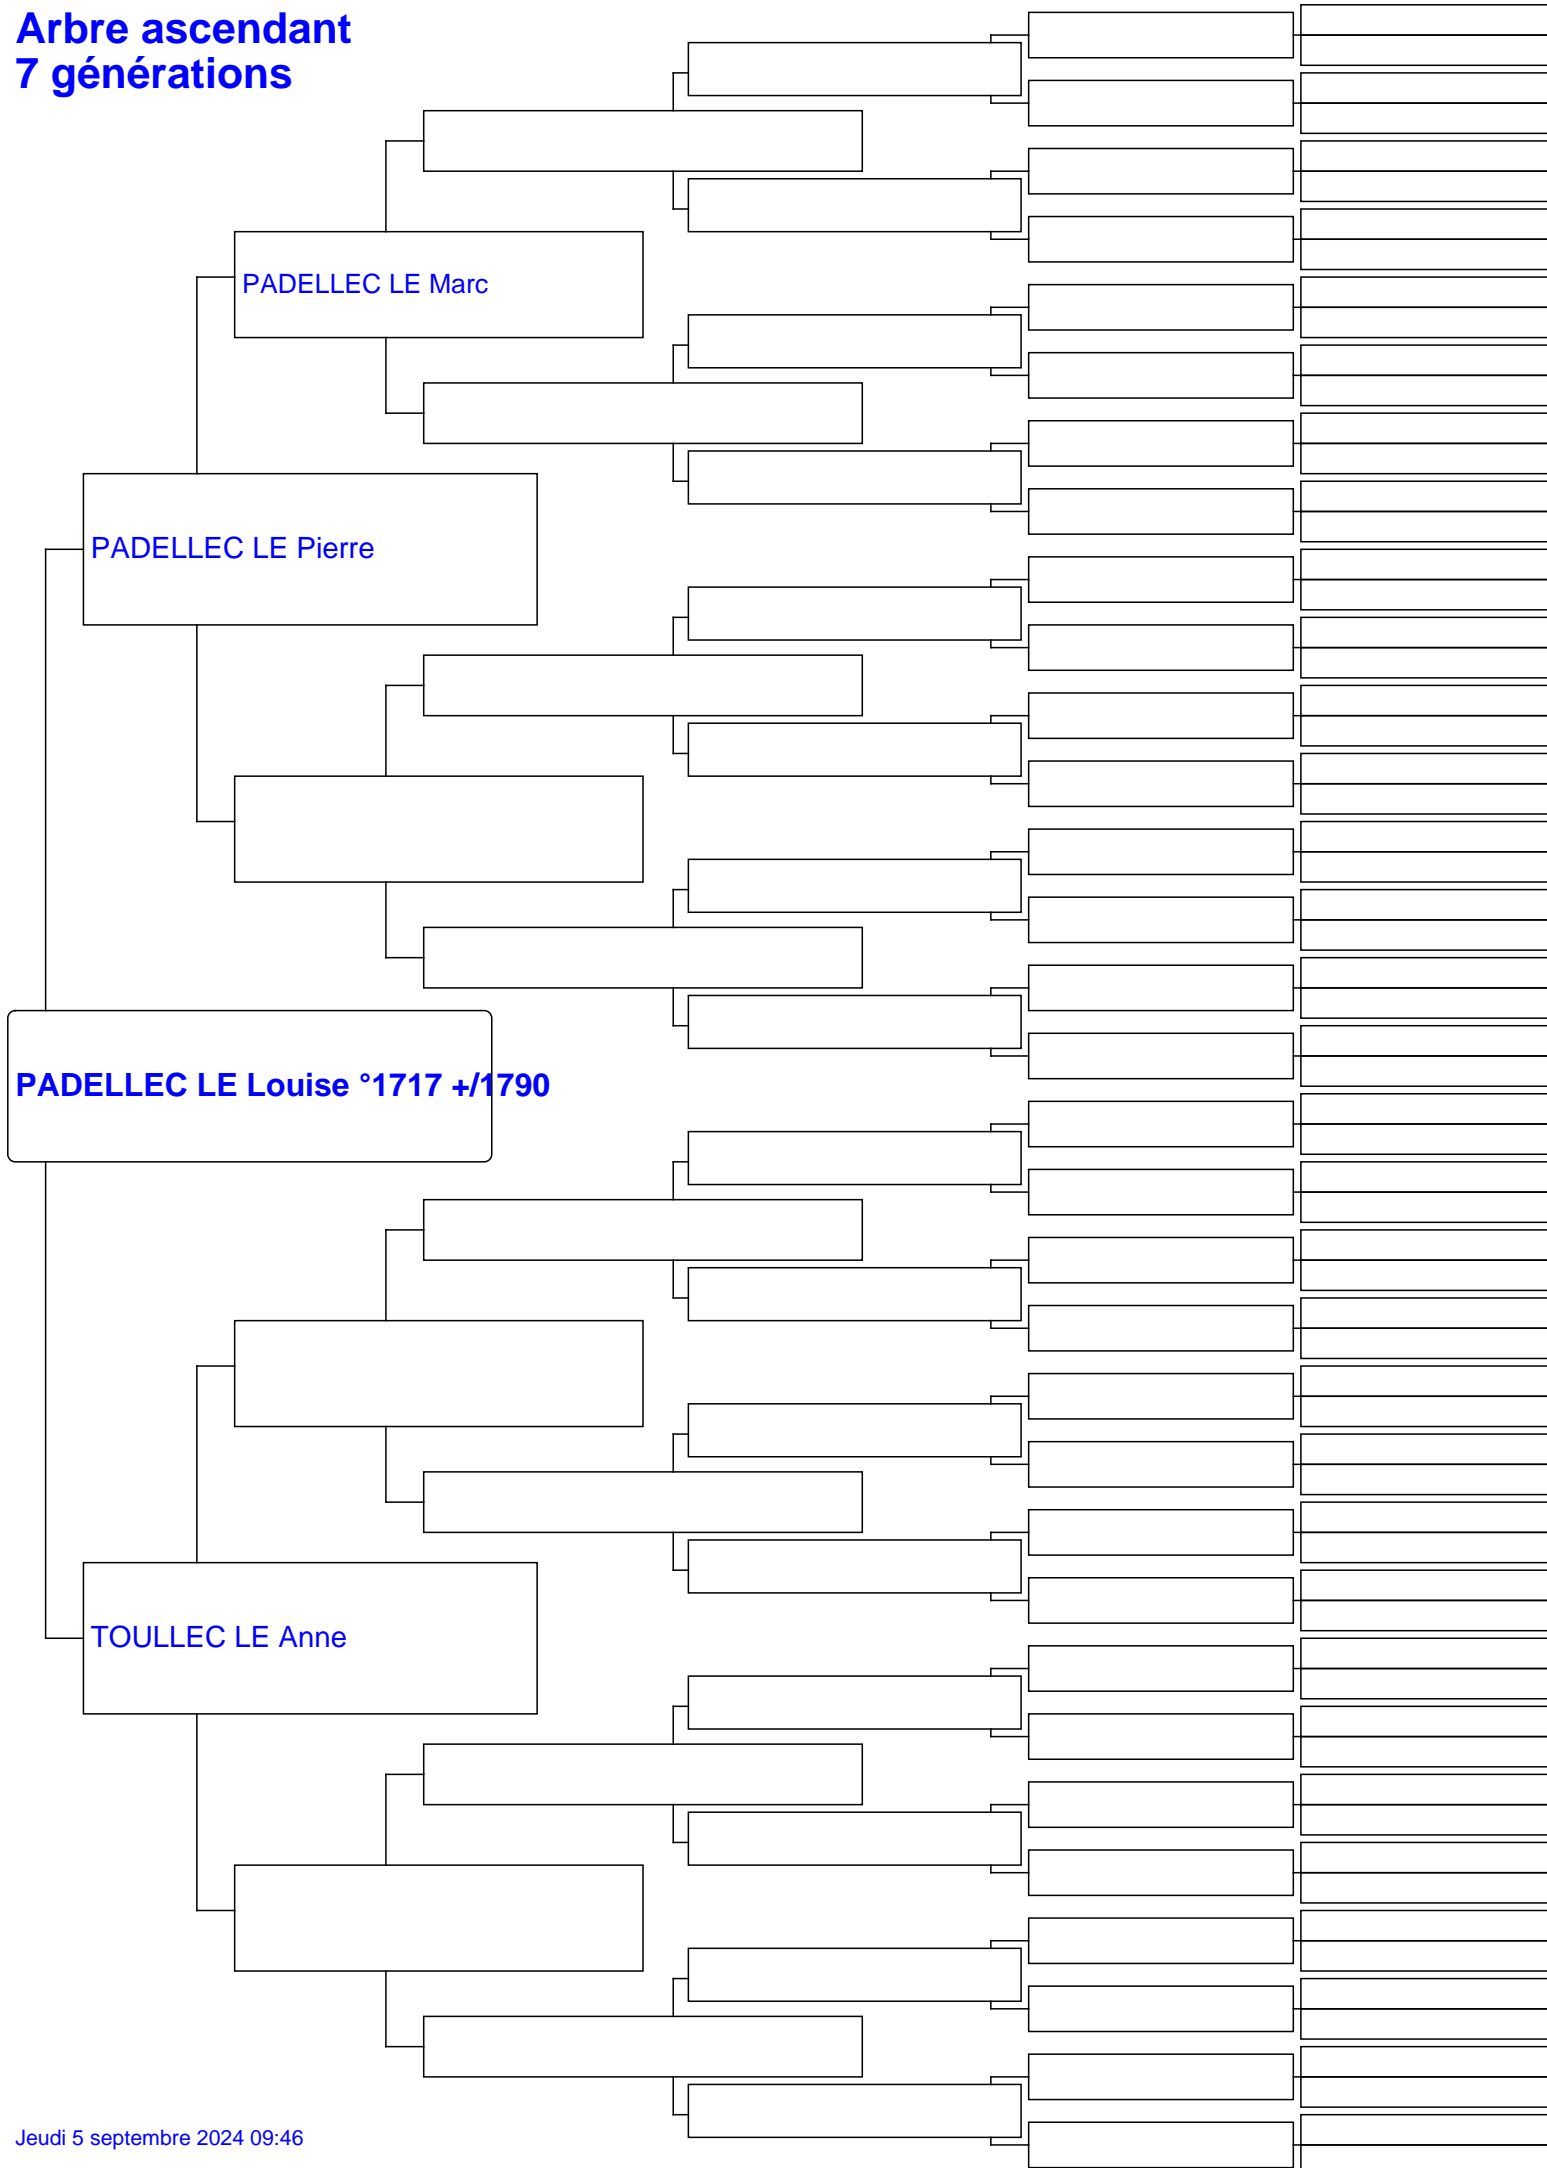 Arbre ascendant
7 générations
PADELLEC LE Marc
PADELLEC LE Pierre
PADELLEC LE Louise °1717 +/1790
TOULLEC LE Anne
Jeudi 5 septembre 2024 09:46